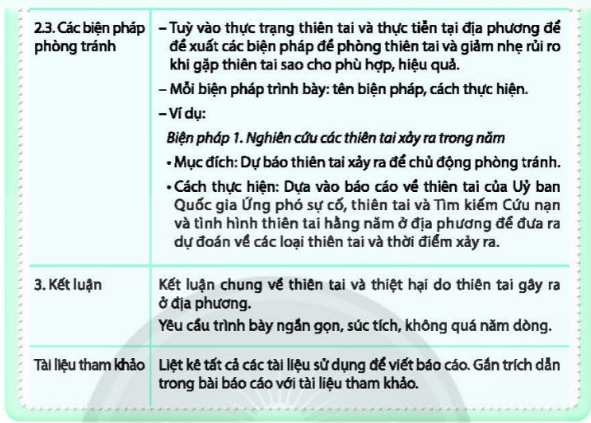 2.3. Các biện pháp phòng tránh
– Tuỳ vào thực trạng thiên tai và thực tiễn tại địa phương để
đề xuất các biện pháp đề phòng thiên tai và giảm nhẹ rủi ro
khi gặp thiên tai sao cho phù hợp, hiệu quả.
– Mỗi biện pháp trình bày: tên biện pháp, cách thực hiện.
– Ví dụ:
Biện pháp 1. Nghiên cứu các thiên tai xảy ra trong năm
• Mục đích: Dự báo thiên tai xảy ra để chủ động phòng tránh.
• Cách thực hiện: Dựa vào báo cáo về thiên tai của Uỷ ban
Quốc gia Ứng phó sự cố, thiên tai và Tìm kiếm Cứu nạn
và tình hình thiên tai hằng năm ở địa phương để đưa ra
dự đoán về các loại thiên tai và thời điểm xảy ra.
3. Kết luận
Kết luận chung về thiên tai và thiệt hại do thiên tai gây ra
ở địa phương.
Yêu cầu trình bày ngắn gọn, súc tích, không quá năm dòng.
Tài liệu tham khảo
Liệt kê tất cả các tài liệu sử dụng để viết báo cáo. Gắn trích dẫn
trong bài báo cáo với tài liệu tham khảo.